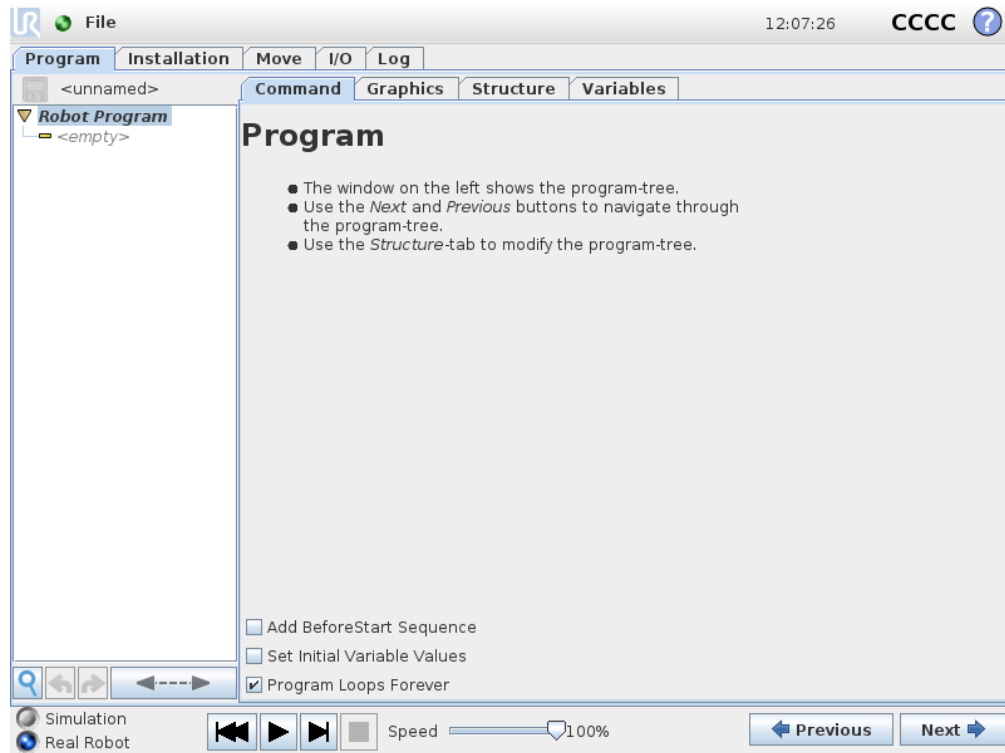 UR File 12:07:26 CCCC ?
Program Installation Move I/O Log
<unnamed>
Command Graphics Structure Variables
Robot Program
<empty>
Program
The window on the left shows the program-tree.
Use the Next and Previous buttons to navigate through
the program-tree.
Use the Structure-tab to modify the program-tree.
Add BeforeStart Sequence
Set Initial Variable Values
Program Loops Forever
Simulation
Real Robot
Speed 100%
Previous Next